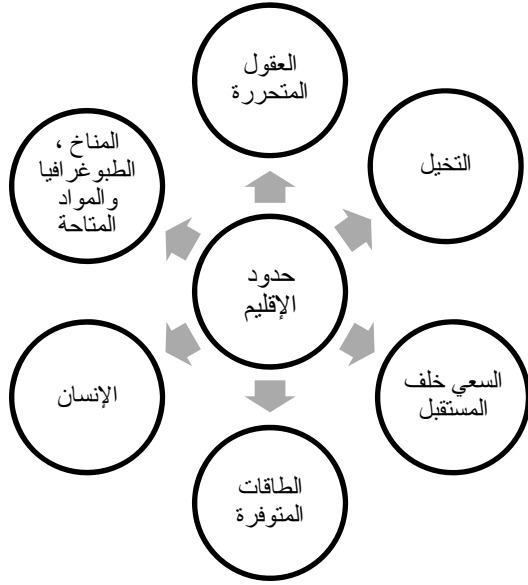 العقول
المتحررة
التخيل
المناخ ،
الطبوغرافيا
والمواد
المتاحة
حدود
الإقليم
السعي خلف
المستقبل
الإنسان
الطاقات
المتوفرة